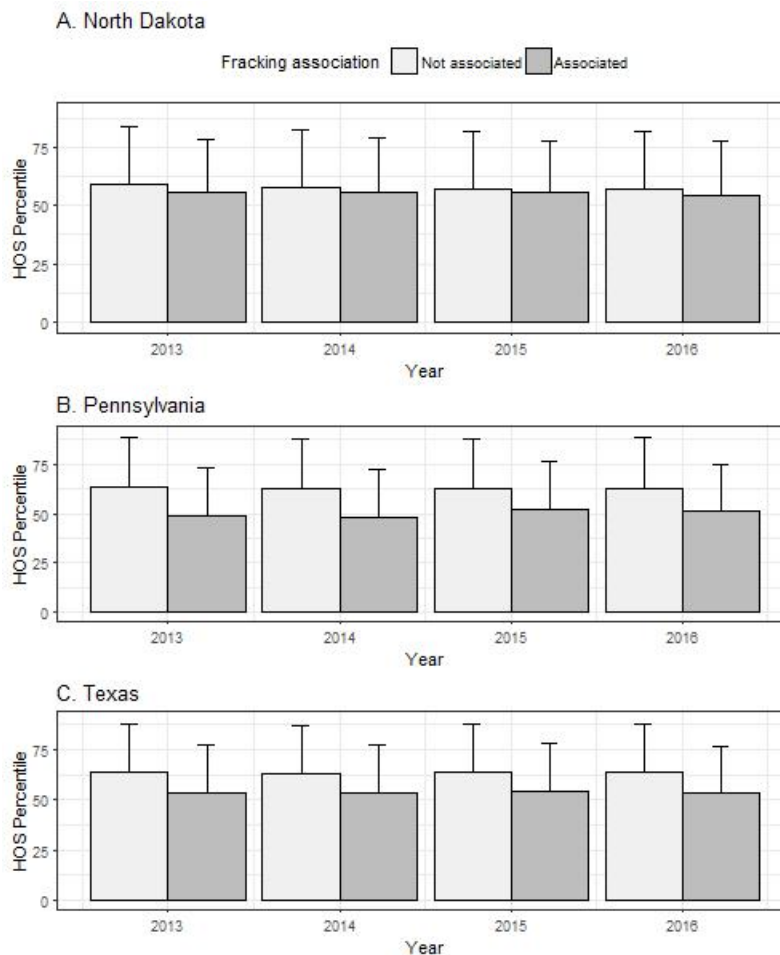 A. North Dakota
Fracking association Not associated Associated
HOS Percentile
75
50
25
0
2013 2014 2015 2016
Year
B. Pennsylvania
HOS Percentile
75
50
25
0
2013 2014 2015 2016
Year
C. Texas
HOS Percentile
75
50
25
0
2013 2014 2015 2016
Year